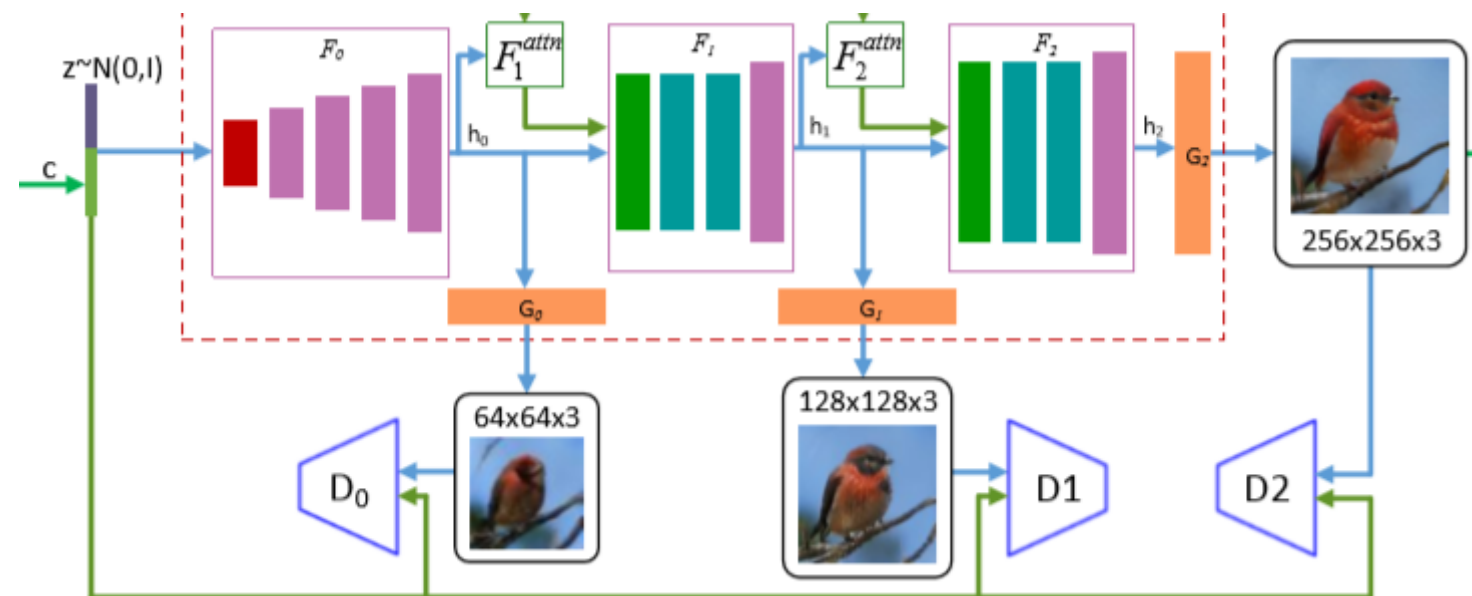 z~N(0,I)
c
F₀
F₁ᵃᵗᵗⁿ
F₁
F₂ᵃᵗᵗⁿ
F₂
h₀
h₁
h₂
G₂
256x256x3
G₀
G₁
64x64x3
128x128x3
D₀
D1
D2